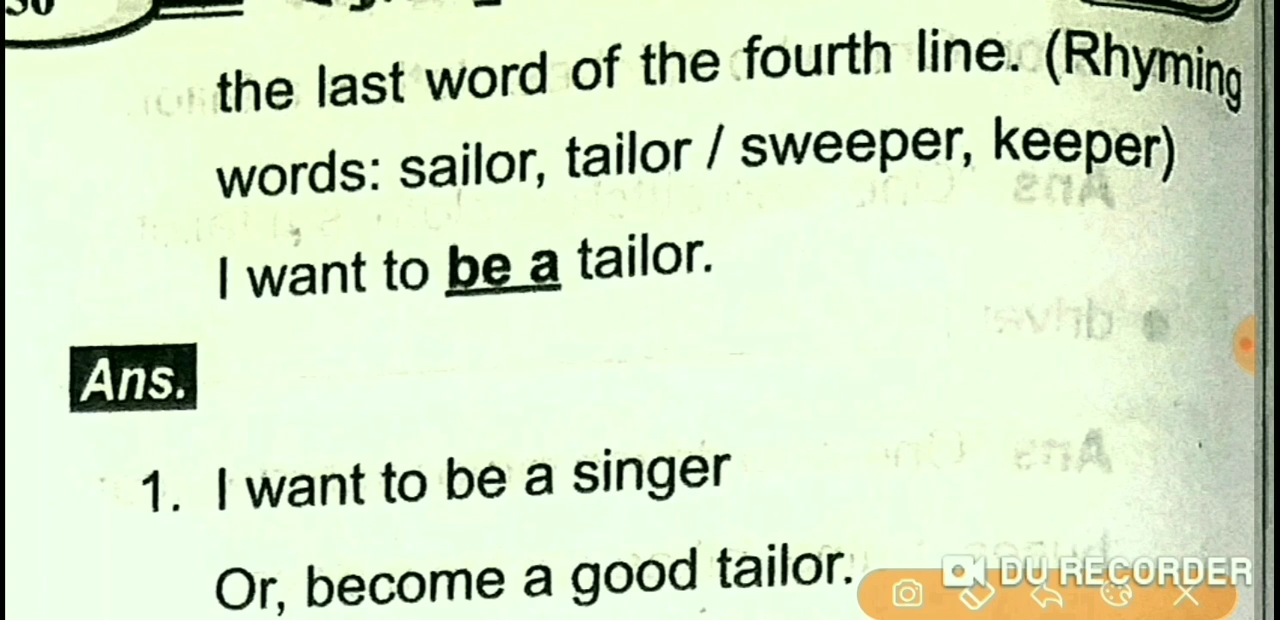 50
the last word of the fourth line. (Rhyming
words: sailor, tailor / sweeper, keeper)
I want to be a tailor.
Ans.
1. I want to be a singer
Or, become a good tailor.
DU RECORDER